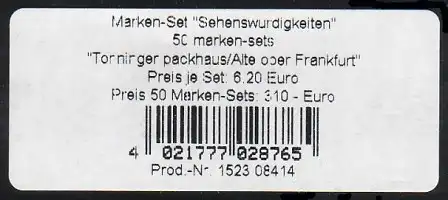 Marken-Set "Sehenswurdigkeiten"
50 marken-sets
"Tonninger packhaus/Alte oper Frankfurt"
Preis je Set: 6.20 Euro
Preis 50 Marken-Sets: 310 - Euro
4 021777 028765
Prod.-Nr. 1523 08414